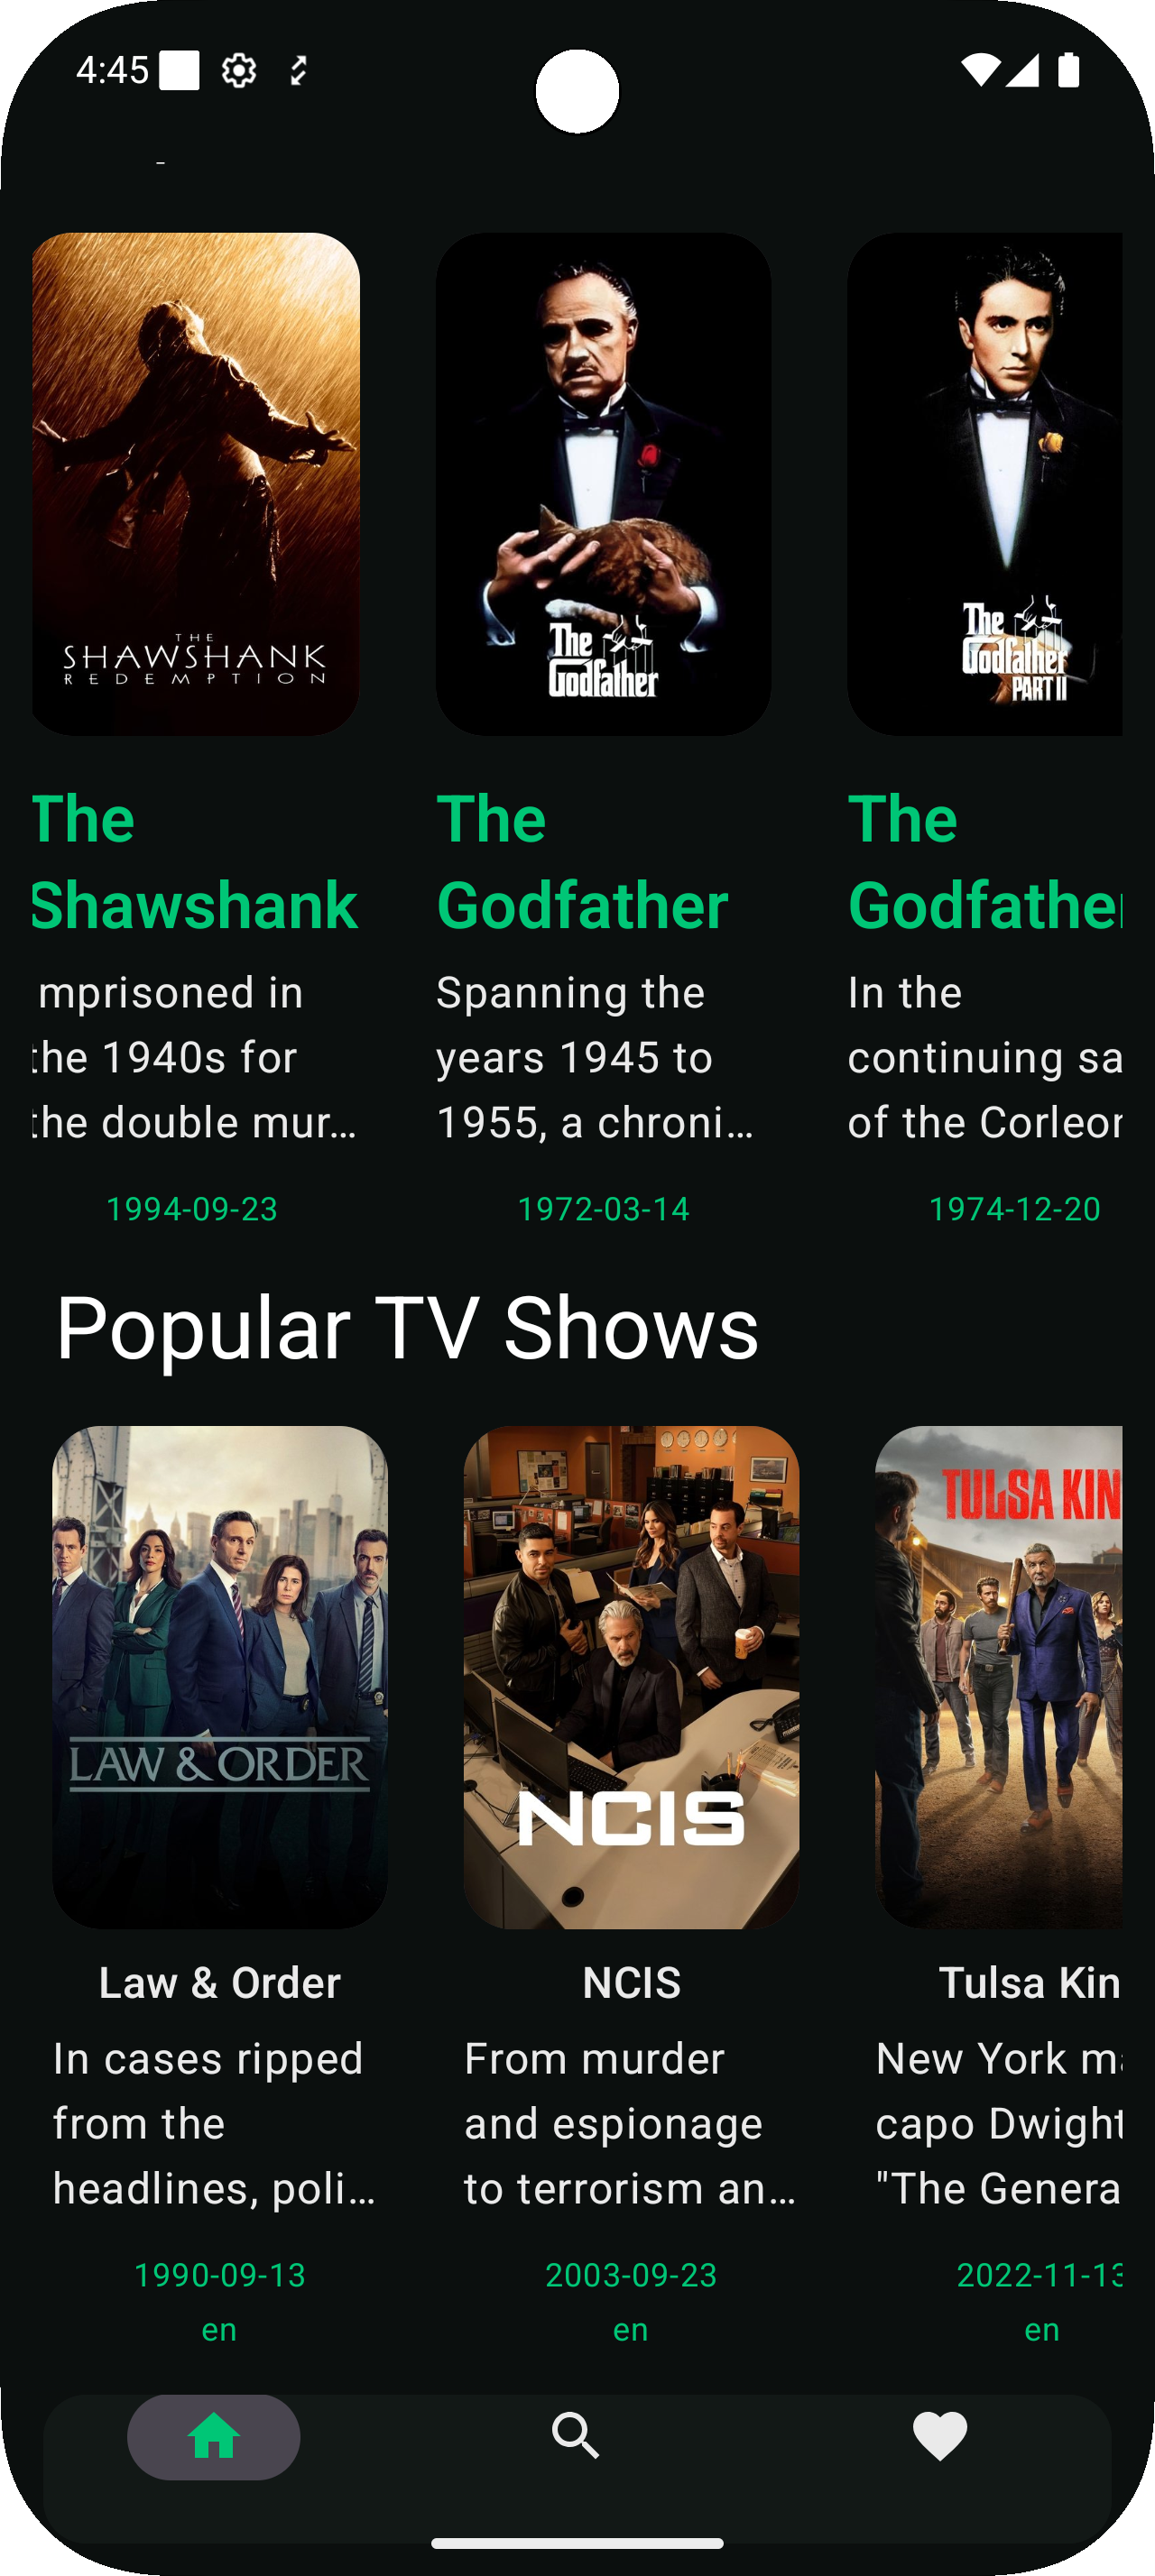 4:45
THE
SHAWSHANK
REDEMPTION
The
Godfather
The
Godfather
PART II
The
Shawshank
mprisoned in
the 1940s for
the double mur...
1994-09-23
The
Godfather
Spanning the
years 1945 to
1955, a chroni...
1972-03-14
The
Godfather
In the
continuing sa
of the Corleon
1974-12-20
Popular TV Shows
LAW & ORDER
NCIS
TULSA KIN
Law & Order
In cases ripped
from the
headlines, poli...
1990-09-13
en
NCIS
From murder
and espionage
to terrorism an...
2003-09-23
en
Tulsa Kin
New York ma
capo Dwight
"The Genera
2022-11-13
en